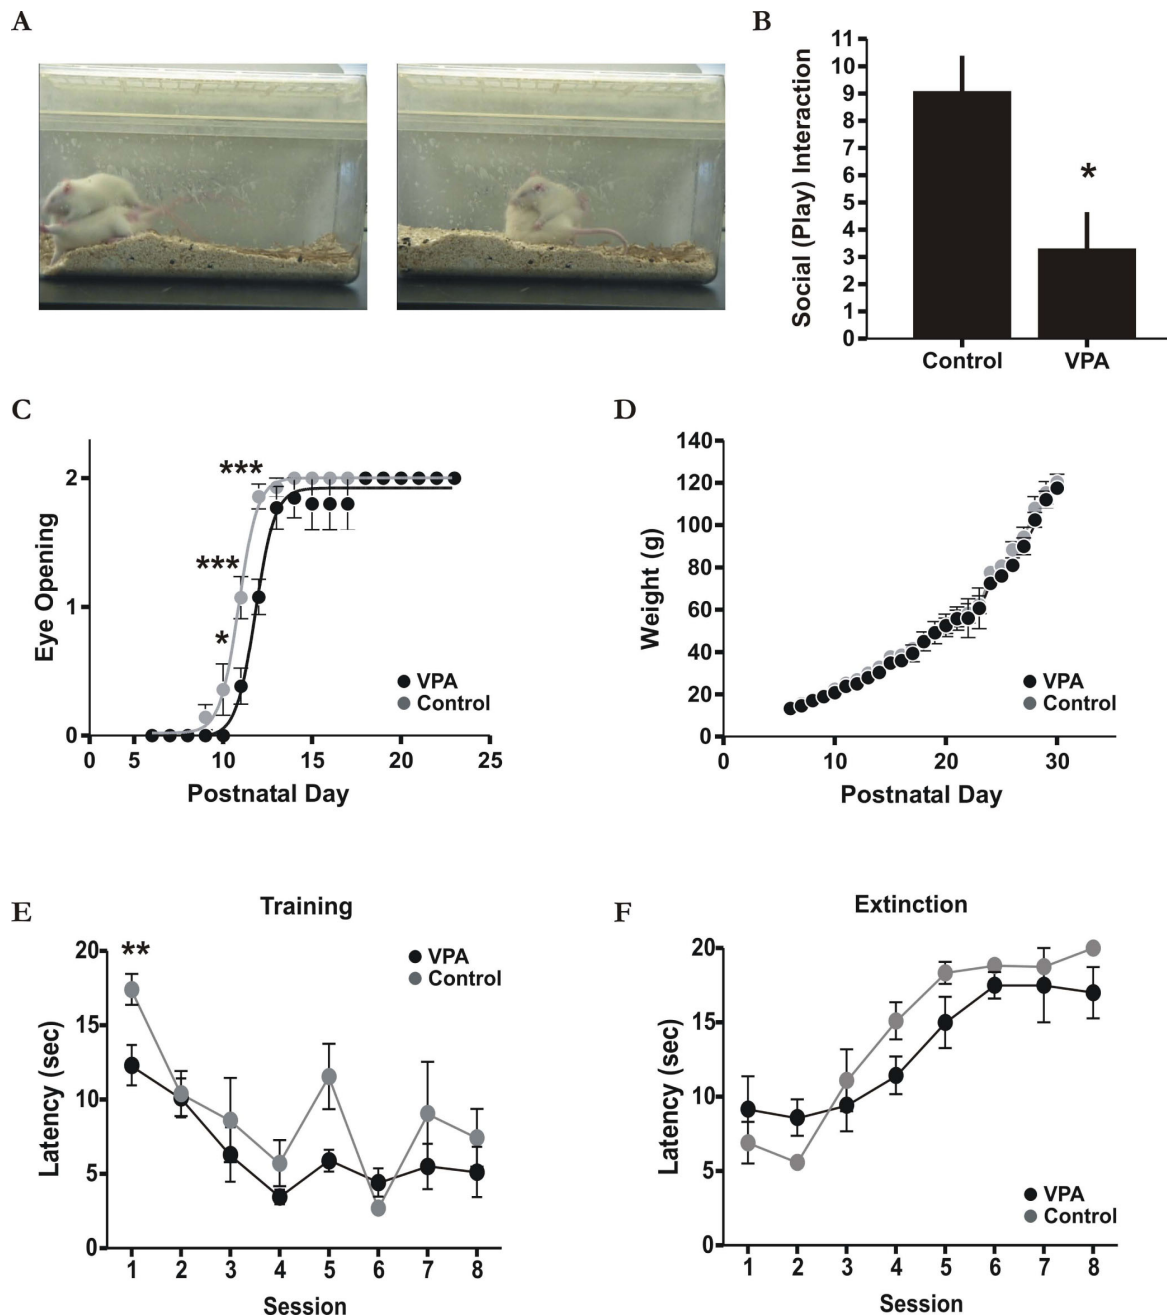 A
B
Social (Play) Interaction
11
10
9
8
7
6
5
4
3
2
1
0
*
Control
VPA
C
Eye Opening
2
1
0
***
***
*
VPA
Control
0
5
10
15
20
25
Postnatal Day
D
Weight (g)
140
120
100
80
60
40
20
0
VPA
Control
0
10
20
30
Postnatal Day
E
Training
Latency (sec)
20
15
10
5
0
**
VPA
Control
1
2
3
4
5
6
7
8
Session
F
Extinction
Latency (sec)
20
15
10
5
0
VPA
Control
1
2
3
4
5
6
7
8
Session